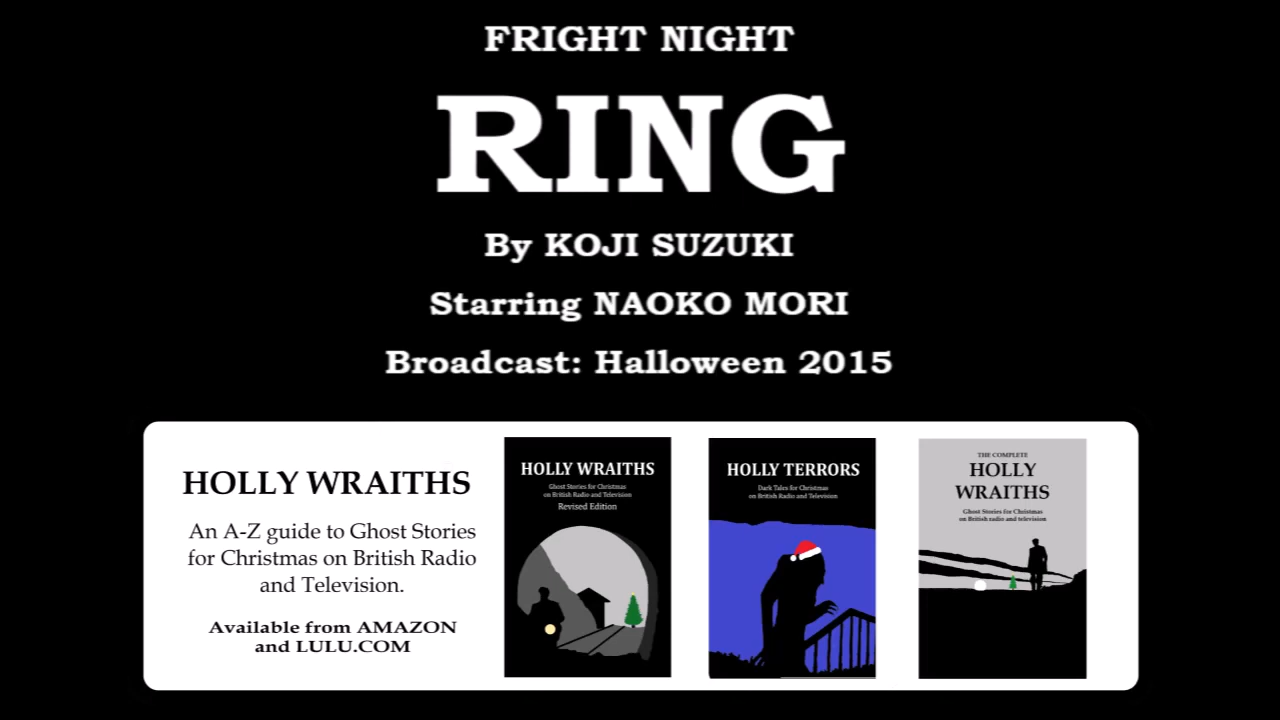 FRIGHT NIGHT
RING
By KOJI SUZUKI
Starring NAOKO MORI
Broadcast: Halloween 2015
HOLLY WRAITHS
An A-Z guide to Ghost Stories
for Christmas on British Radio
and Television.
Available from AMAZON
and LULU.COM
HOLLY WRAITHS
Ghost Stories for Christmas
on British Radio and Television
Revised Edition
HOLLY TERRORS
Dark Tales for Christmas
on British Radio and Television
THE COMPLETE
HOLLY
WRAITHS
Ghost Stories for Christmas
on British radio and television